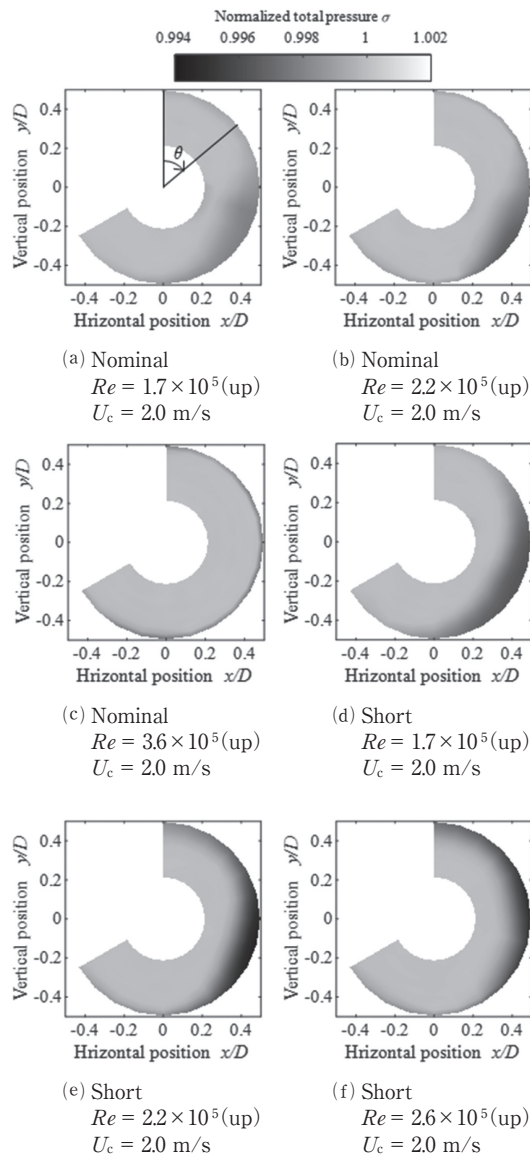 Normalized total pressure σ
0.994 0.996 0.998 1 1.002
Vertical position y/D
0.4
0.2
0
-0.2
-0.4
θ
-0.4 -0.2 0 0.2 0.4
Hrizontal position x/D
(a) Nominal
Re = 1.7 × 10⁵ (up)
U_c = 2.0 m/s
Vertical position y/D
0.4
0.2
0
-0.2
-0.4
-0.4 -0.2 0 0.2 0.4
Hrizontal position x/D
(b) Nominal
Re = 2.2 × 10⁵ (up)
U_c = 2.0 m/s
Vertical position y/D
0.4
0.2
0
-0.2
-0.4
-0.4 -0.2 0 0.2 0.4
Hrizontal position x/D
(c) Nominal
Re = 3.6 × 10⁵ (up)
U_c = 2.0 m/s
Vertical position y/D
0.4
0.2
0
-0.2
-0.4
-0.4 -0.2 0 0.2 0.4
Hrizontal position x/D
(d) Short
Re = 1.7 × 10⁵ (up)
U_c = 2.0 m/s
Vertical position y/D
0.4
0.2
0
-0.2
-0.4
-0.4 -0.2 0 0.2 0.4
Hrizontal position x/D
(e) Short
Re = 2.2 × 10⁵ (up)
U_c = 2.0 m/s
Vertical position y/D
0.4
0.2
0
-0.2
-0.4
-0.4 -0.2 0 0.2 0.4
Hrizontal position x/D
(f) Short
Re = 2.6 × 10⁵ (up)
U_c = 2.0 m/s